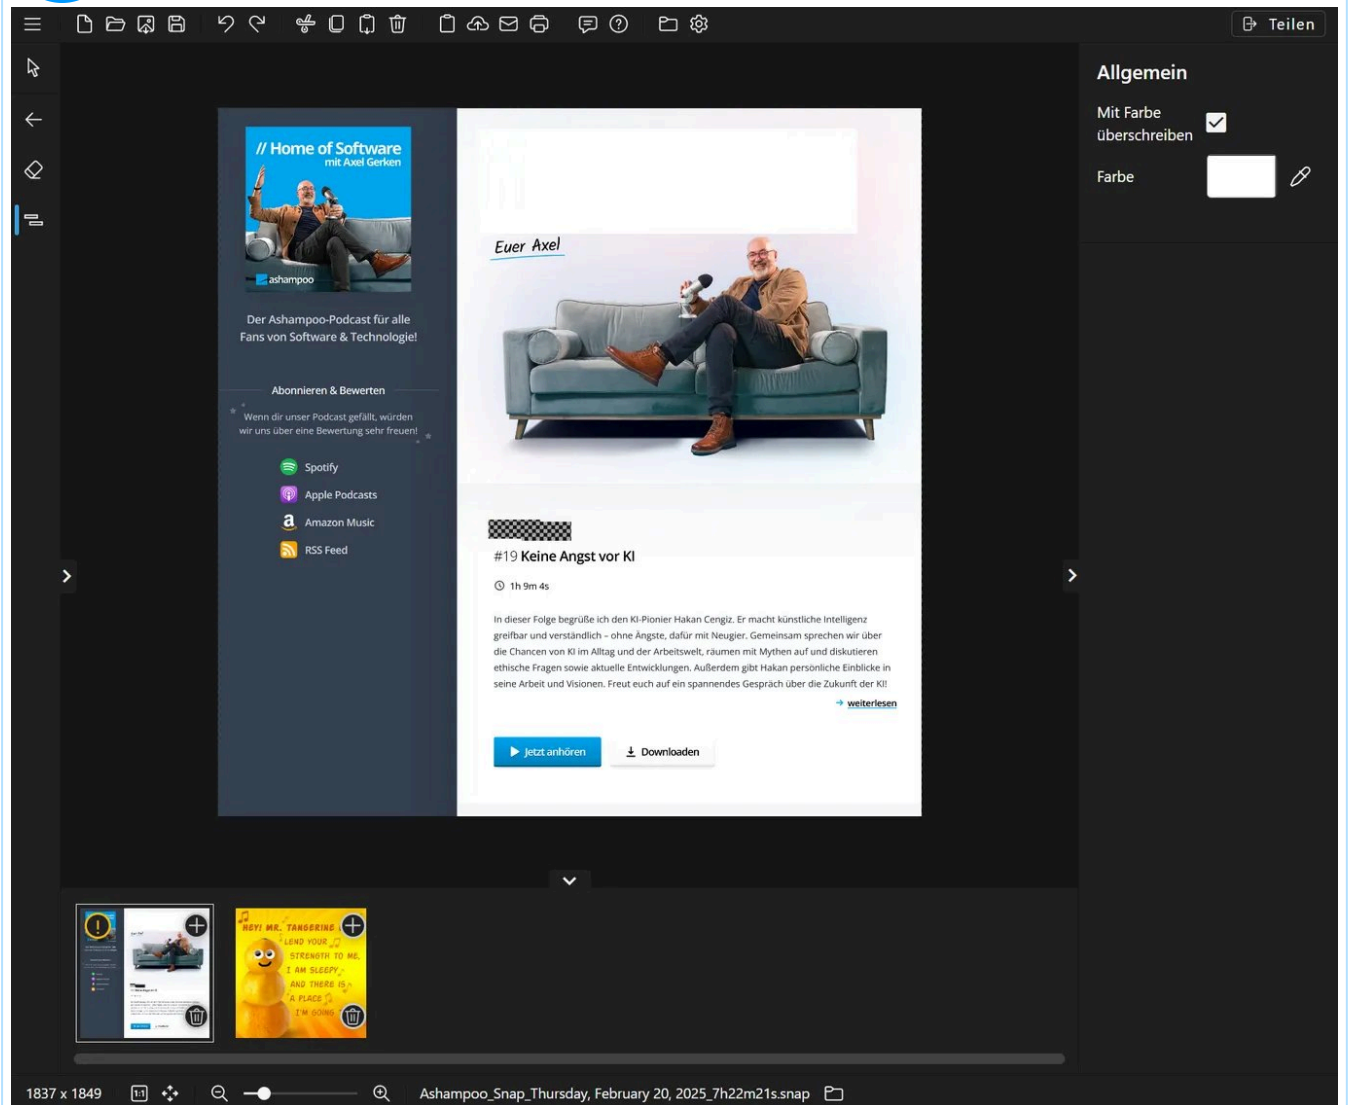 Teilen
Allgemein
Mit Farbe
überschreiben
Farbe
// Home of Software
mit Axel Gerken
ashampoo
Der Ashampoo-Podcast für alle
Fans von Software & Technologie!
Abonnieren & Bewerten
Wenn dir unser Podcast gefällt, würden
wir uns über eine Bewertung sehr freuen!
Spotify
Apple Podcasts
Amazon Music
RSS Feed
Euer Axel
#19 Keine Angst vor KI
1h 9m 4s
In dieser Folge begrüße ich den KI-Pionier Hakan Cengiz. Er macht künstliche Intelligenz
greifbar und verständlich – ohne Ängste, dafür mit Neugier. Gemeinsam sprechen wir über
die Chancen von KI im Alltag und der Arbeitswelt, räumen mit Mythen auf und diskutieren
ethische Fragen sowie aktuelle Entwicklungen. Außerdem gibt Hakan persönliche Einblicke in
seine Arbeit und Visionen. Freut euch auf ein spannendes Gespräch über die Zukunft der KI!
→ weiterlesen
Jetzt anhören
Downloaden
HEY! MR. TANGERINE
LEND YOUR
STRENGTH TO ME.
I AM SLEEPY
AND THERE IS
A PLACE
I'M GOING
1837 x 1849
1:1
Ashampoo_Snap_Thursday, February 20, 2025_7h22m21s.snap